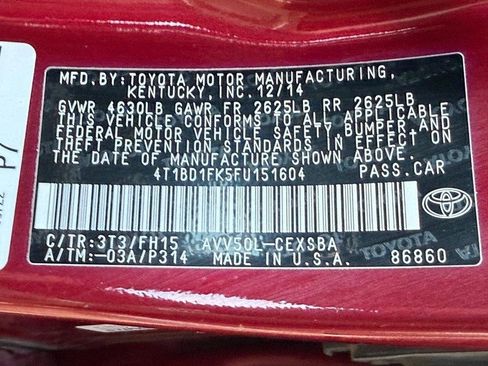 MFD.BY: TOYOTA MOTOR MANUFACTURING,
KENTUCKY, INC. 12/14
GVWR 4630LB GAWR FR 2625LB RR 2625LB
THIS VEHICLE CONFORMS TO ALL APPLICABLE
FEDERAL MOTOR VEHICLE SAFETY, BUMPER, AND
THEFT PREVENTION STANDARDS IN EFFECT ON
THE DATE OF MANUFACTURE SHOWN ABOVE.
4T1BD1FK5FU151604 PASS.CAR
C/TR:3T3/FH15 AVV50L-CEXSBA
A/TM:-03A/P314 MADE IN U.S.A. 86860
TOYOTA
P7